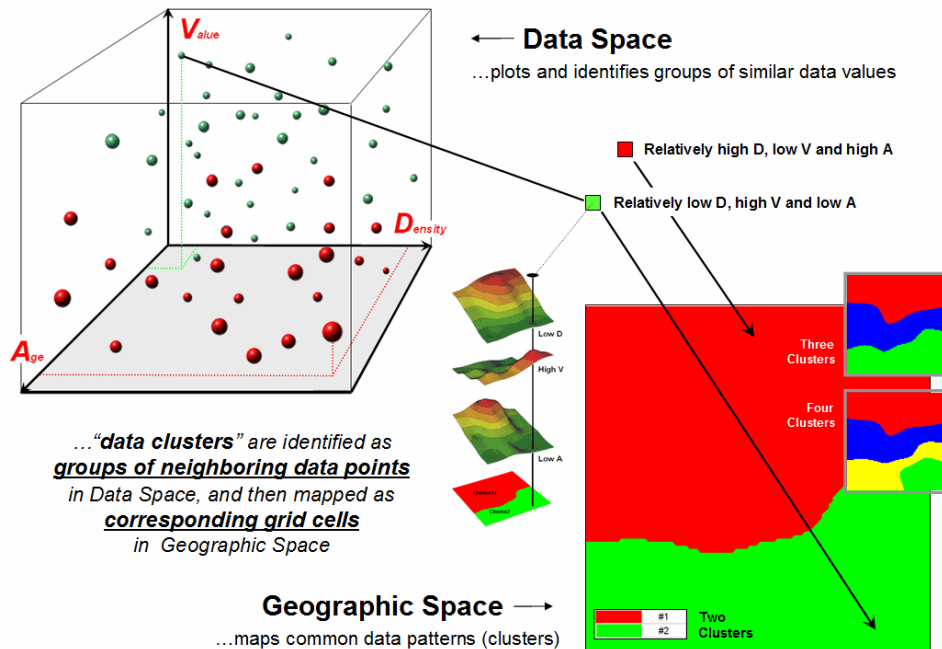 Value
Data Space
…plots and identifies groups of similar data values
Relatively high D, low V and high A
Relatively low D, high V and low A
Density
Age
Low D
High V
Low A
Cluster#1
Cluster2
Three
Clusters
Four
Clusters
…“data clusters” are identified as
groups of neighboring data points
in Data Space, and then mapped as
corresponding grid cells
in Geographic Space
Geographic Space
…maps common data patterns (clusters)
#1
#2
Two
Clusters